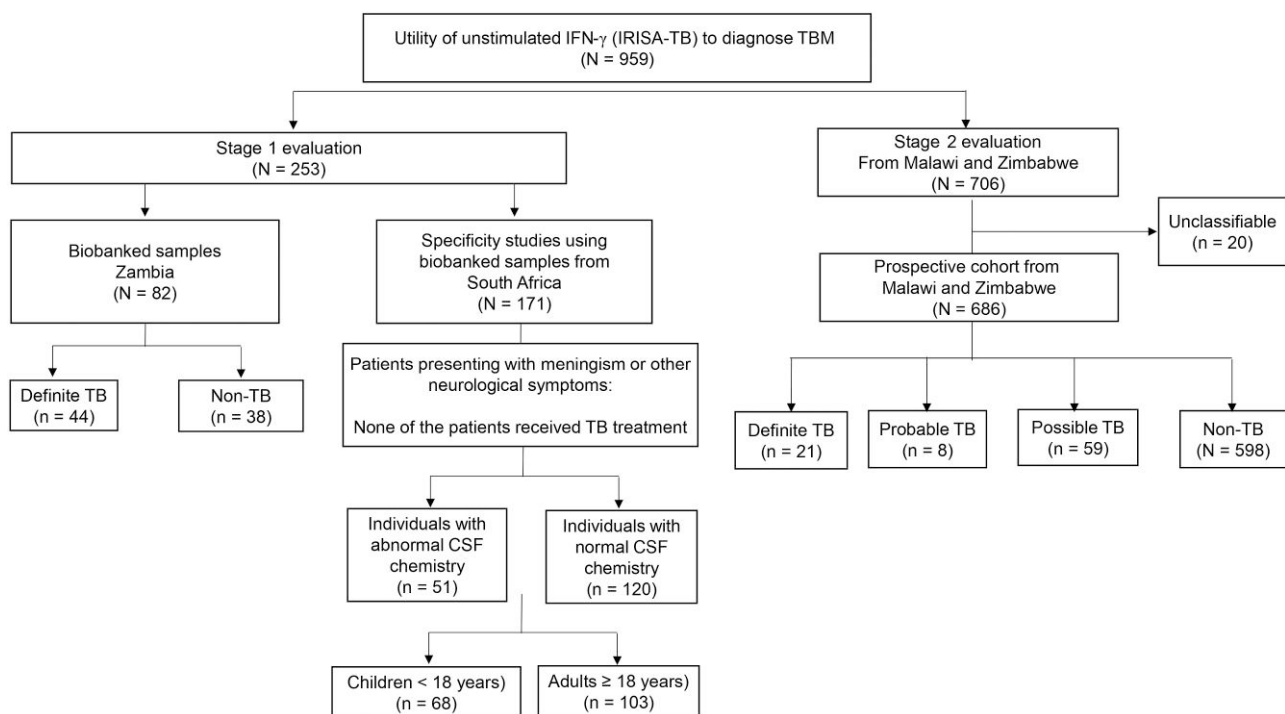 Utility of unstimulated IFN-γ (IRISA-TB) to diagnose TBM
(N = 959)
Stage 1 evaluation
(N = 253)
Stage 2 evaluation
From Malawi and Zimbabwe
(N = 706)
Unclassifiable
(n = 20)
Biobanked samples
Zambia
(N = 82)
Specificity studies using
biobanked samples from
South Africa
(N = 171)
Prospective cohort from
Malawi and Zimbabwe
(N = 686)
Definite TB
(n = 44)
Non-TB
(n = 38)
Patients presenting with meningism or other
neurological symptoms:
None of the patients received TB treatment
Definite TB
(n = 21)
Probable TB
(n = 8)
Possible TB
(n = 59)
Non-TB
(N = 598)
Individuals with
abnormal CSF
chemistry
(n = 51)
Individuals with
normal CSF
chemistry
(n = 120)
Children < 18 years)
(n = 68)
Adults ≥ 18 years)
(n = 103)